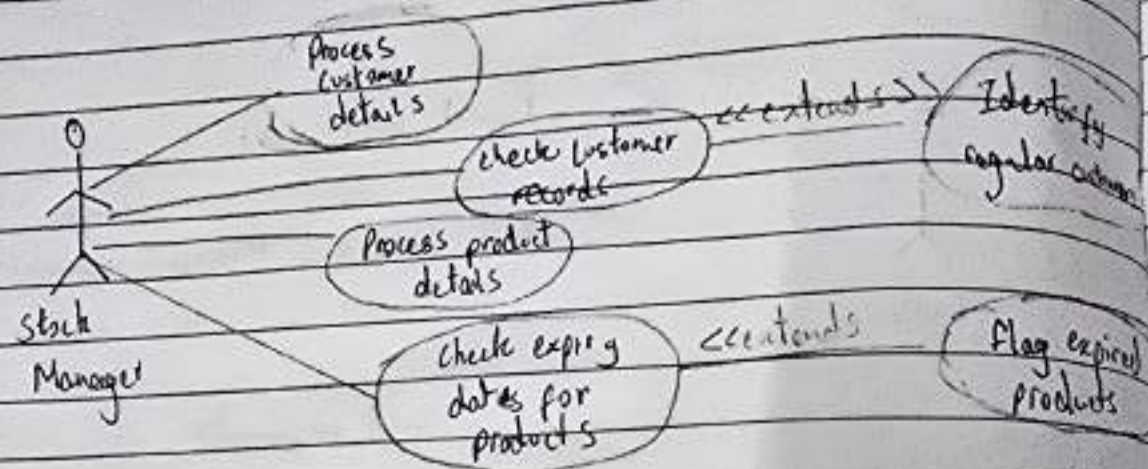 Process
customer
details
check customer
records
<<extends>>
Identify
regular customer
Process product
details
Stock
Manager
check expiry
dates for
products
<<extends
Flag expired
products